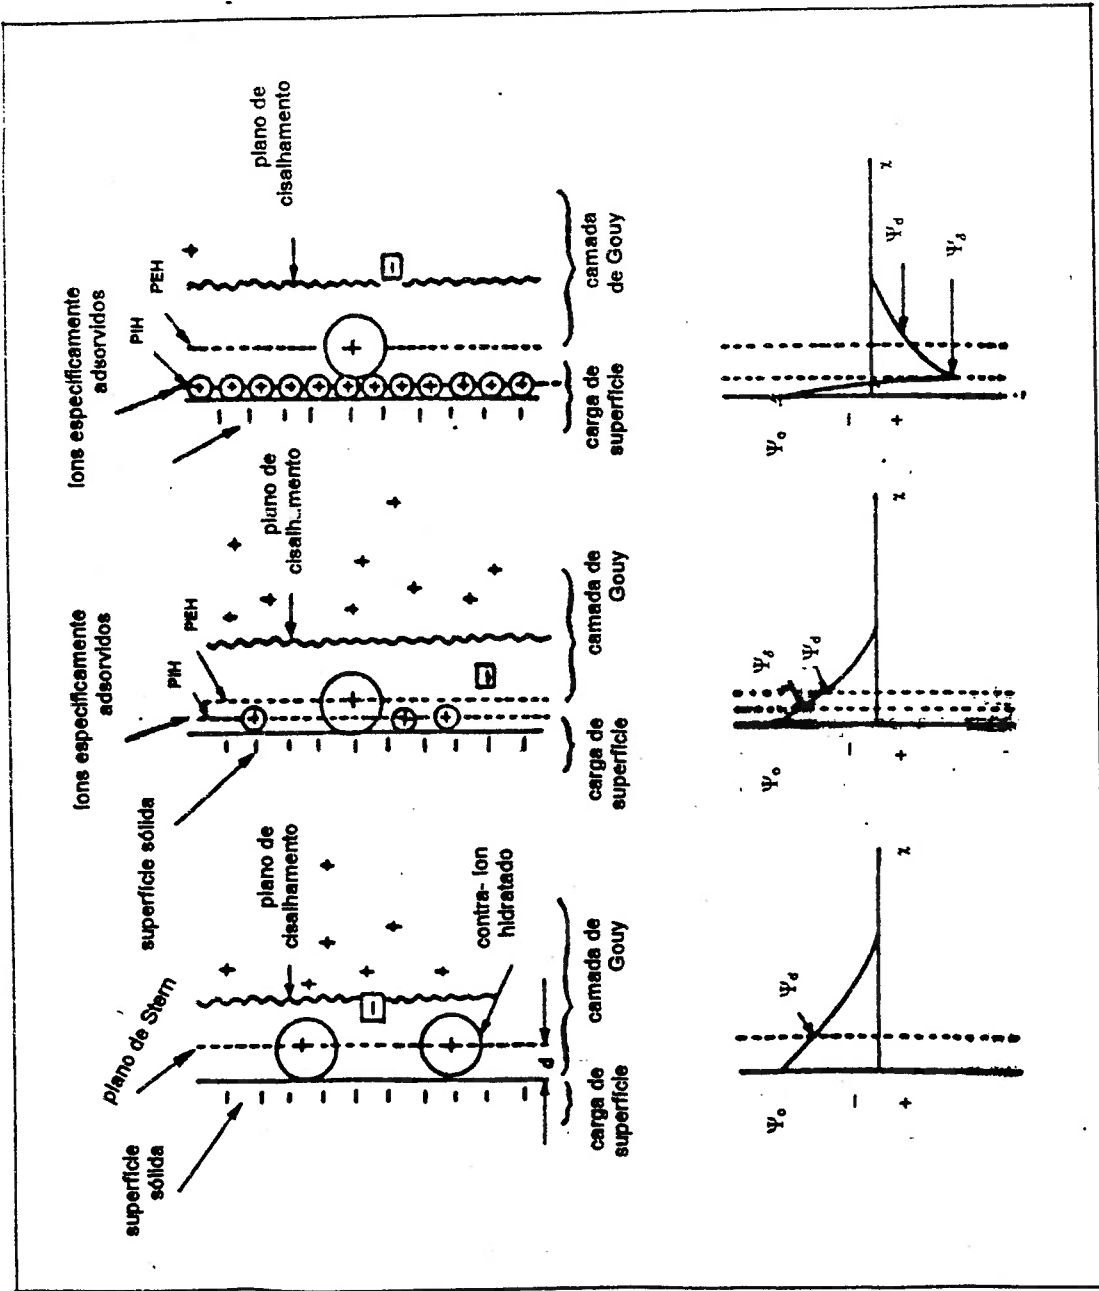 superfície
sólida
plano de Stern
superfície sólida
plano de
cisalhamento
contra-íon
hidratado
d
carga de
superfície
camada de
Gouy
Ψo
-
+
Ψd
χ
Íons especificamente
adsorvidos
PIH
PEH
plano de
cisalh..mento
carga de
superfície
camada de
Gouy
Ψo
-
+
Ψδ
Ψd
χ
Íons especificamente
adsorvidos
PIH
PEH
plano de
cisalhamento
carga de
superfície
camada
de Gouy
Ψo
-
+
Ψd
Ψδ
χ